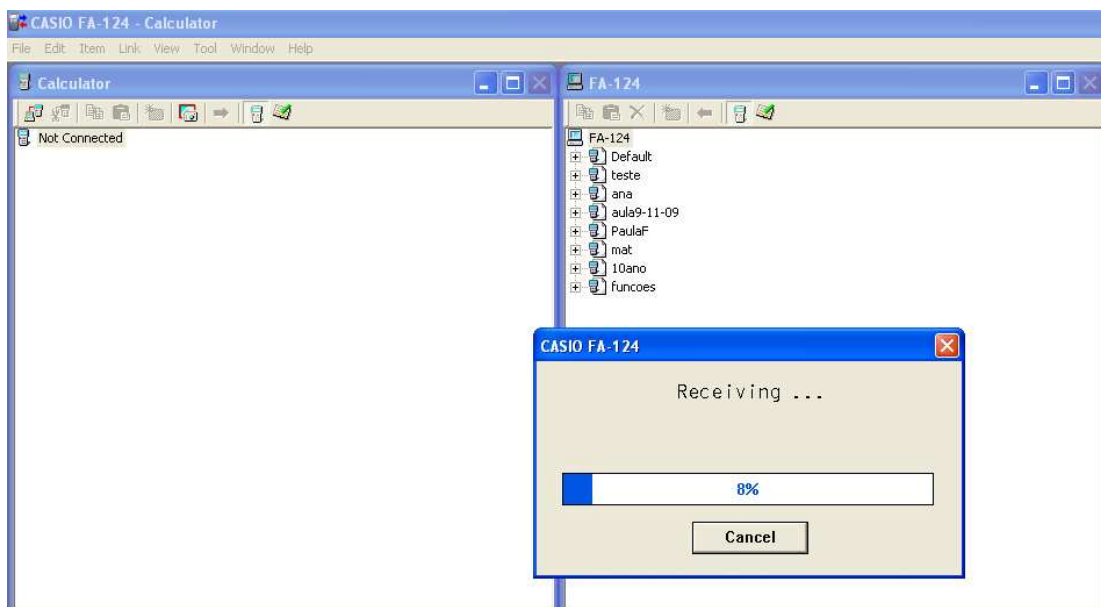 CASIO FA-124 - Calculator
File Edit Item Link View Tool Window Help
Calculator
Not Connected
FA-124
FA-124
Default
teste
ana
aula9-11-09
PaulaF
mat
10ano
funcoes
CASIO FA-124
Receiving ...
8%
Cancel